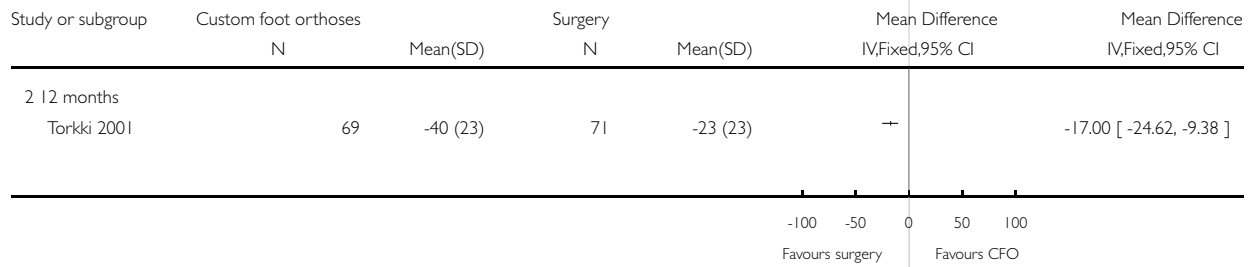 Study or subgroup Custom foot orthoses Surgery Mean Difference Mean Difference
N Mean(SD) N Mean(SD) IV,Fixed,95% CI IV,Fixed,95% CI
2 12 months
Torkki 2001 69 -40 (23) 71 -23 (23) -17.00 [ -24.62, -9.38 ]
-100 -50 0 50 100
Favours surgery Favours CFO